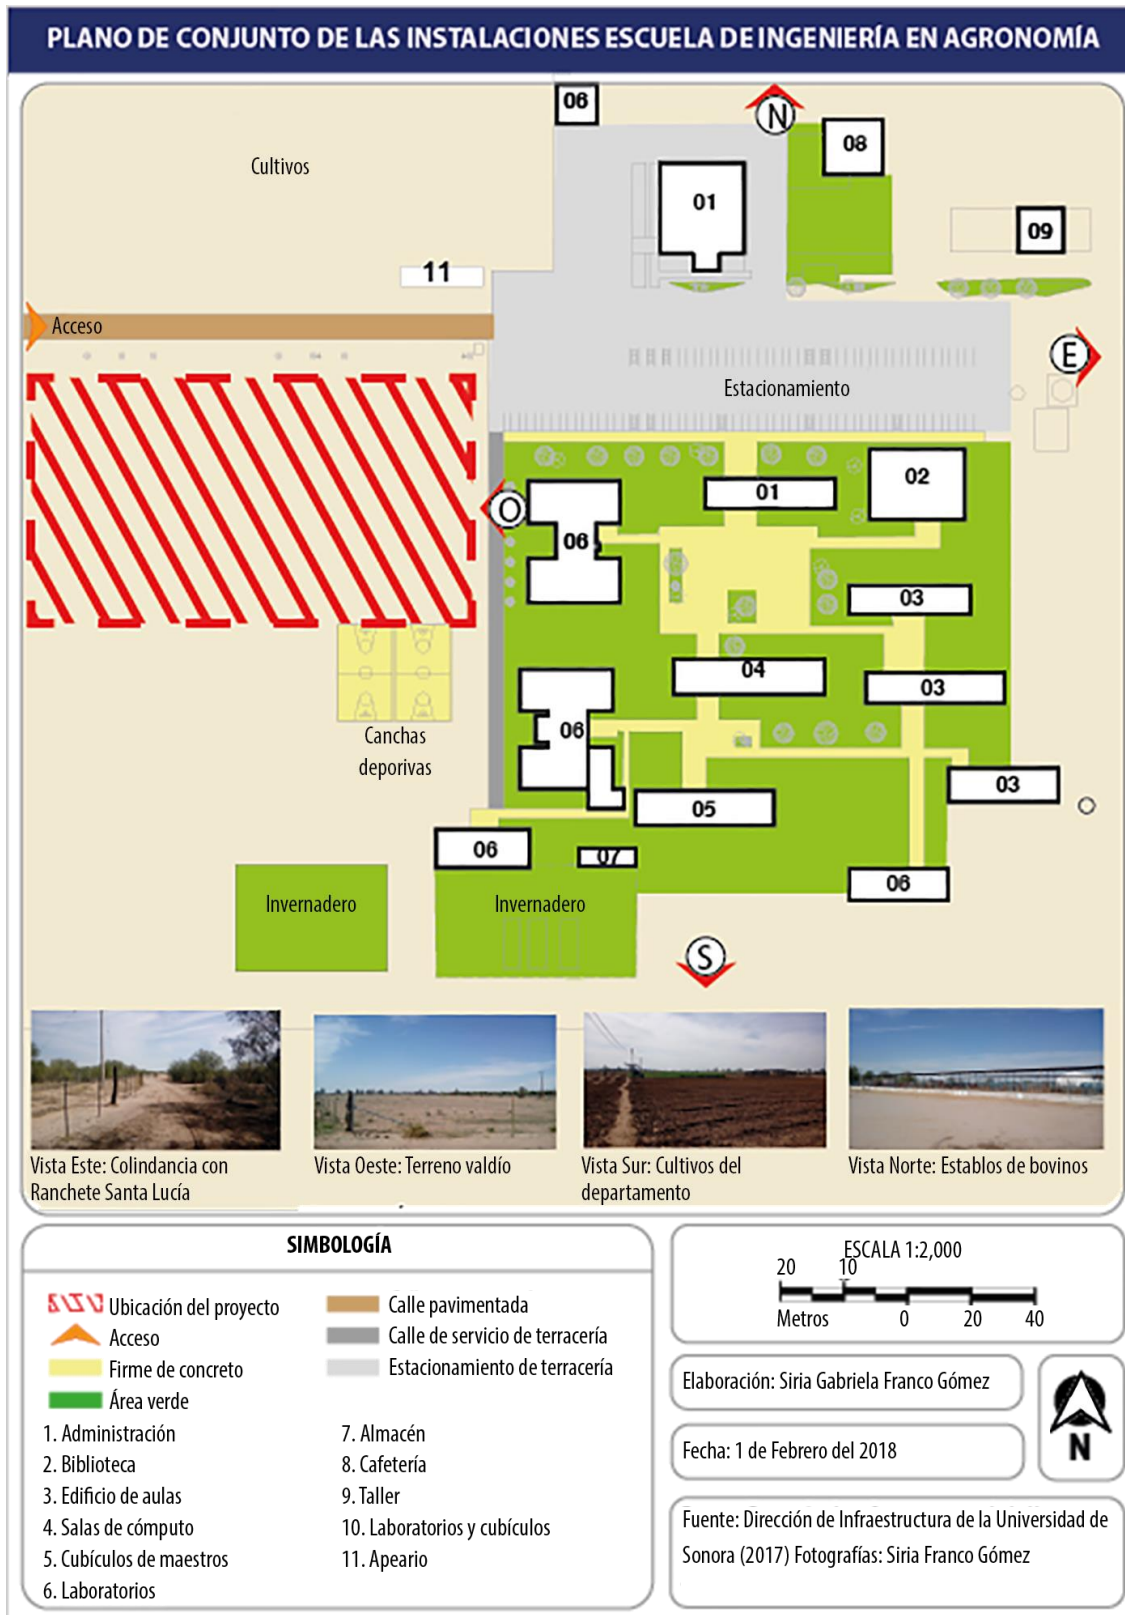 PLANO DE CONJUNTO DE LAS INSTALACIONES ESCUELA DE INGENIERÍA EN AGRONOMÍA
06
N
08
Cultivos
01
09
11
Acceso
E
Estacionamiento
02
01
O
06
03
04
03
06
Canchas
deporivas
03
05
06
07
06
Invernadero
Invernadero
S
Vista Este: Colindancia con
Ranchete Santa Lucía
Vista Oeste: Terreno valdío
Vista Sur: Cultivos del
departamento
Vista Norte: Establos de bovinos
SIMBOLOGÍA
Ubicación del proyecto
Acceso
Firme de concreto
Área verde
Calle pavimentada
Calle de servicio de terracería
Estacionamiento de terracería
1. Administración
2. Biblioteca
3. Edificio de aulas
4. Salas de cómputo
5. Cubículos de maestros
6. Laboratorios
7. Almacén
8. Cafetería
9. Taller
10. Laboratorios y cubículos
11. Apeario
ESCALA 1:2,000
20 10
Metros 0 20 40
Elaboración: Siria Gabriela Franco Gómez
Fecha: 1 de Febrero del 2018
N
Fuente: Dirección de Infraestructura de la Universidad de
Sonora (2017) Fotografías: Siria Franco Gómez